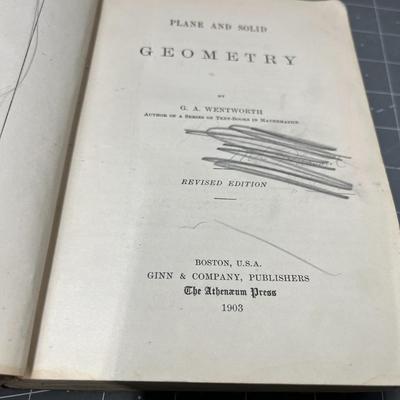 PLANE AND SOLID
GEOMETRY
BY
G. A. WENTWORTH
AUTHOR OF A SERIES OF TEXT-BOOKS IN MATHEMATICS
REVISED EDITION
BOSTON, U.S.A.
GINN & COMPANY, PUBLISHERS
The Athenæum Press
1903